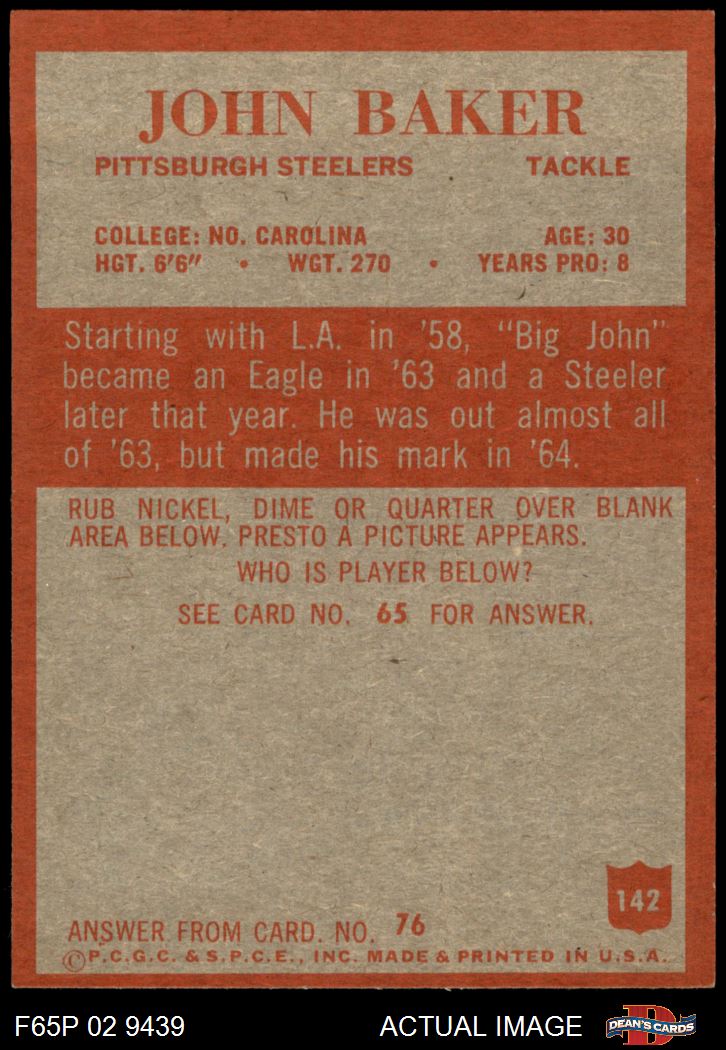 JOHN BAKER
PITTSBURGH STEELERS TACKLE
COLLEGE: NO. CAROLINA AGE: 30
HGT. 6'6" • WGT. 270 • YEARS PRO: 8
Starting with L.A. in '58, "Big John"
became an Eagle in '63 and a Steeler
later that year. He was out almost all
of '63, but made his mark in '64.
RUB NICKEL, DIME OR QUARTER OVER BLANK
AREA BELOW. PRESTO A PICTURE APPEARS.
WHO IS PLAYER BELOW?
SEE CARD NO. 65 FOR ANSWER.
142
ANSWER FROM CARD. NO. 76
©P.C.G.C. & S.P.C.E., INC. MADE & PRINTED IN U.S.A.
F65P 02 9439 ACTUAL IMAGE D DEAN'S CARDS